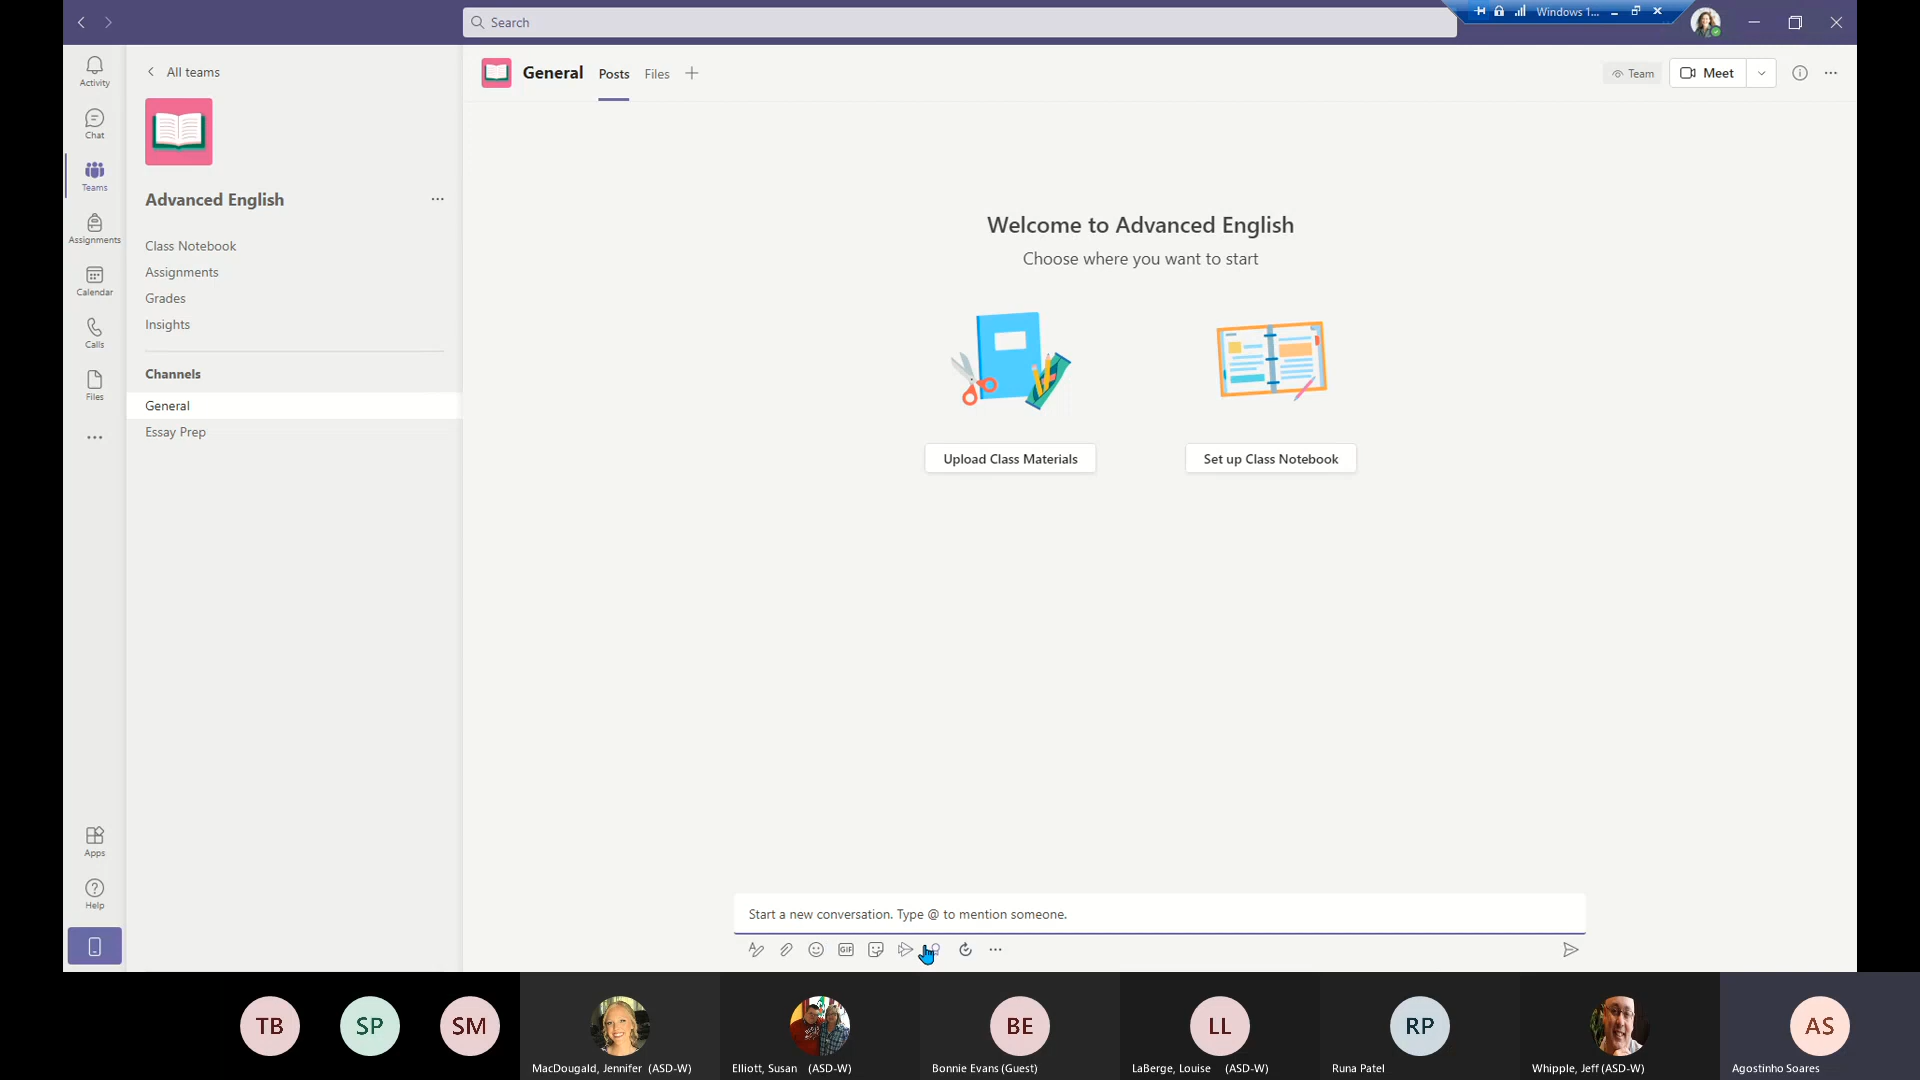 Search
Windows 1...
Activity
Chat
Teams
Assignments
Calendar
Calls
Files
Apps
Help
All teams
Advanced English
Class Notebook
Assignments
Grades
Insights
Channels
General
Essay Prep
General
Posts
Files
Team
Meet
Welcome to Advanced English
Choose where you want to start
Upload Class Materials
Set up Class Notebook
Start a new conversation. Type @ to mention someone.
GIF
TB
SP
SM
BE
LL
RP
AS
MacDougald, Jennifer (ASD-W)
Elliott, Susan (ASD-W)
Bonnie Evans (Guest)
LaBerge, Louise (ASD-W)
Runa Patel
Whipple, Jeff (ASD-W)
Agostinho Soares